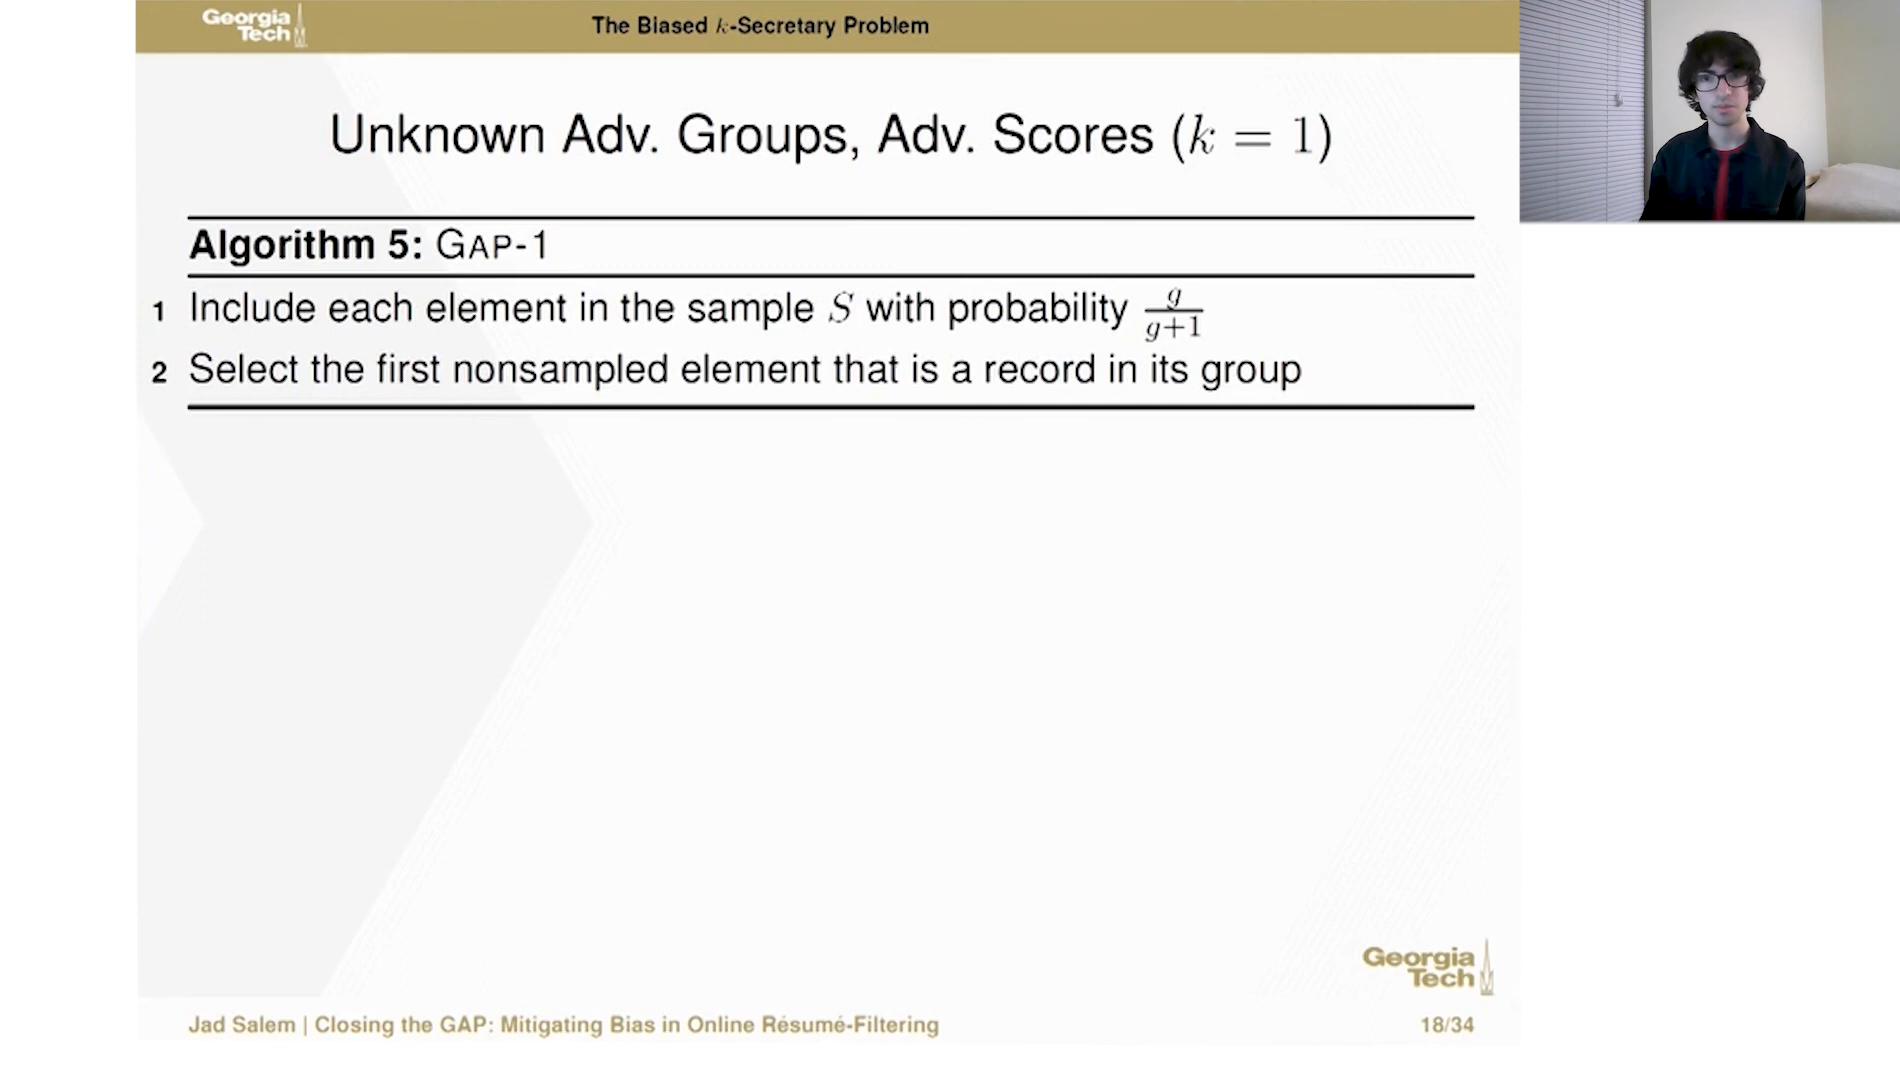 Georgia
Tech
The Biased k-Secretary Problem
Unknown Adv. Groups, Adv. Scores (k = 1)
Algorithm 5: GAP-1
1 Include each element in the sample S with probability g/g+1
2 Select the first nonsampled element that is a record in its group
Georgia
Tech
Jad Salem | Closing the GAP: Mitigating Bias in Online Résumé-Filtering 18/34